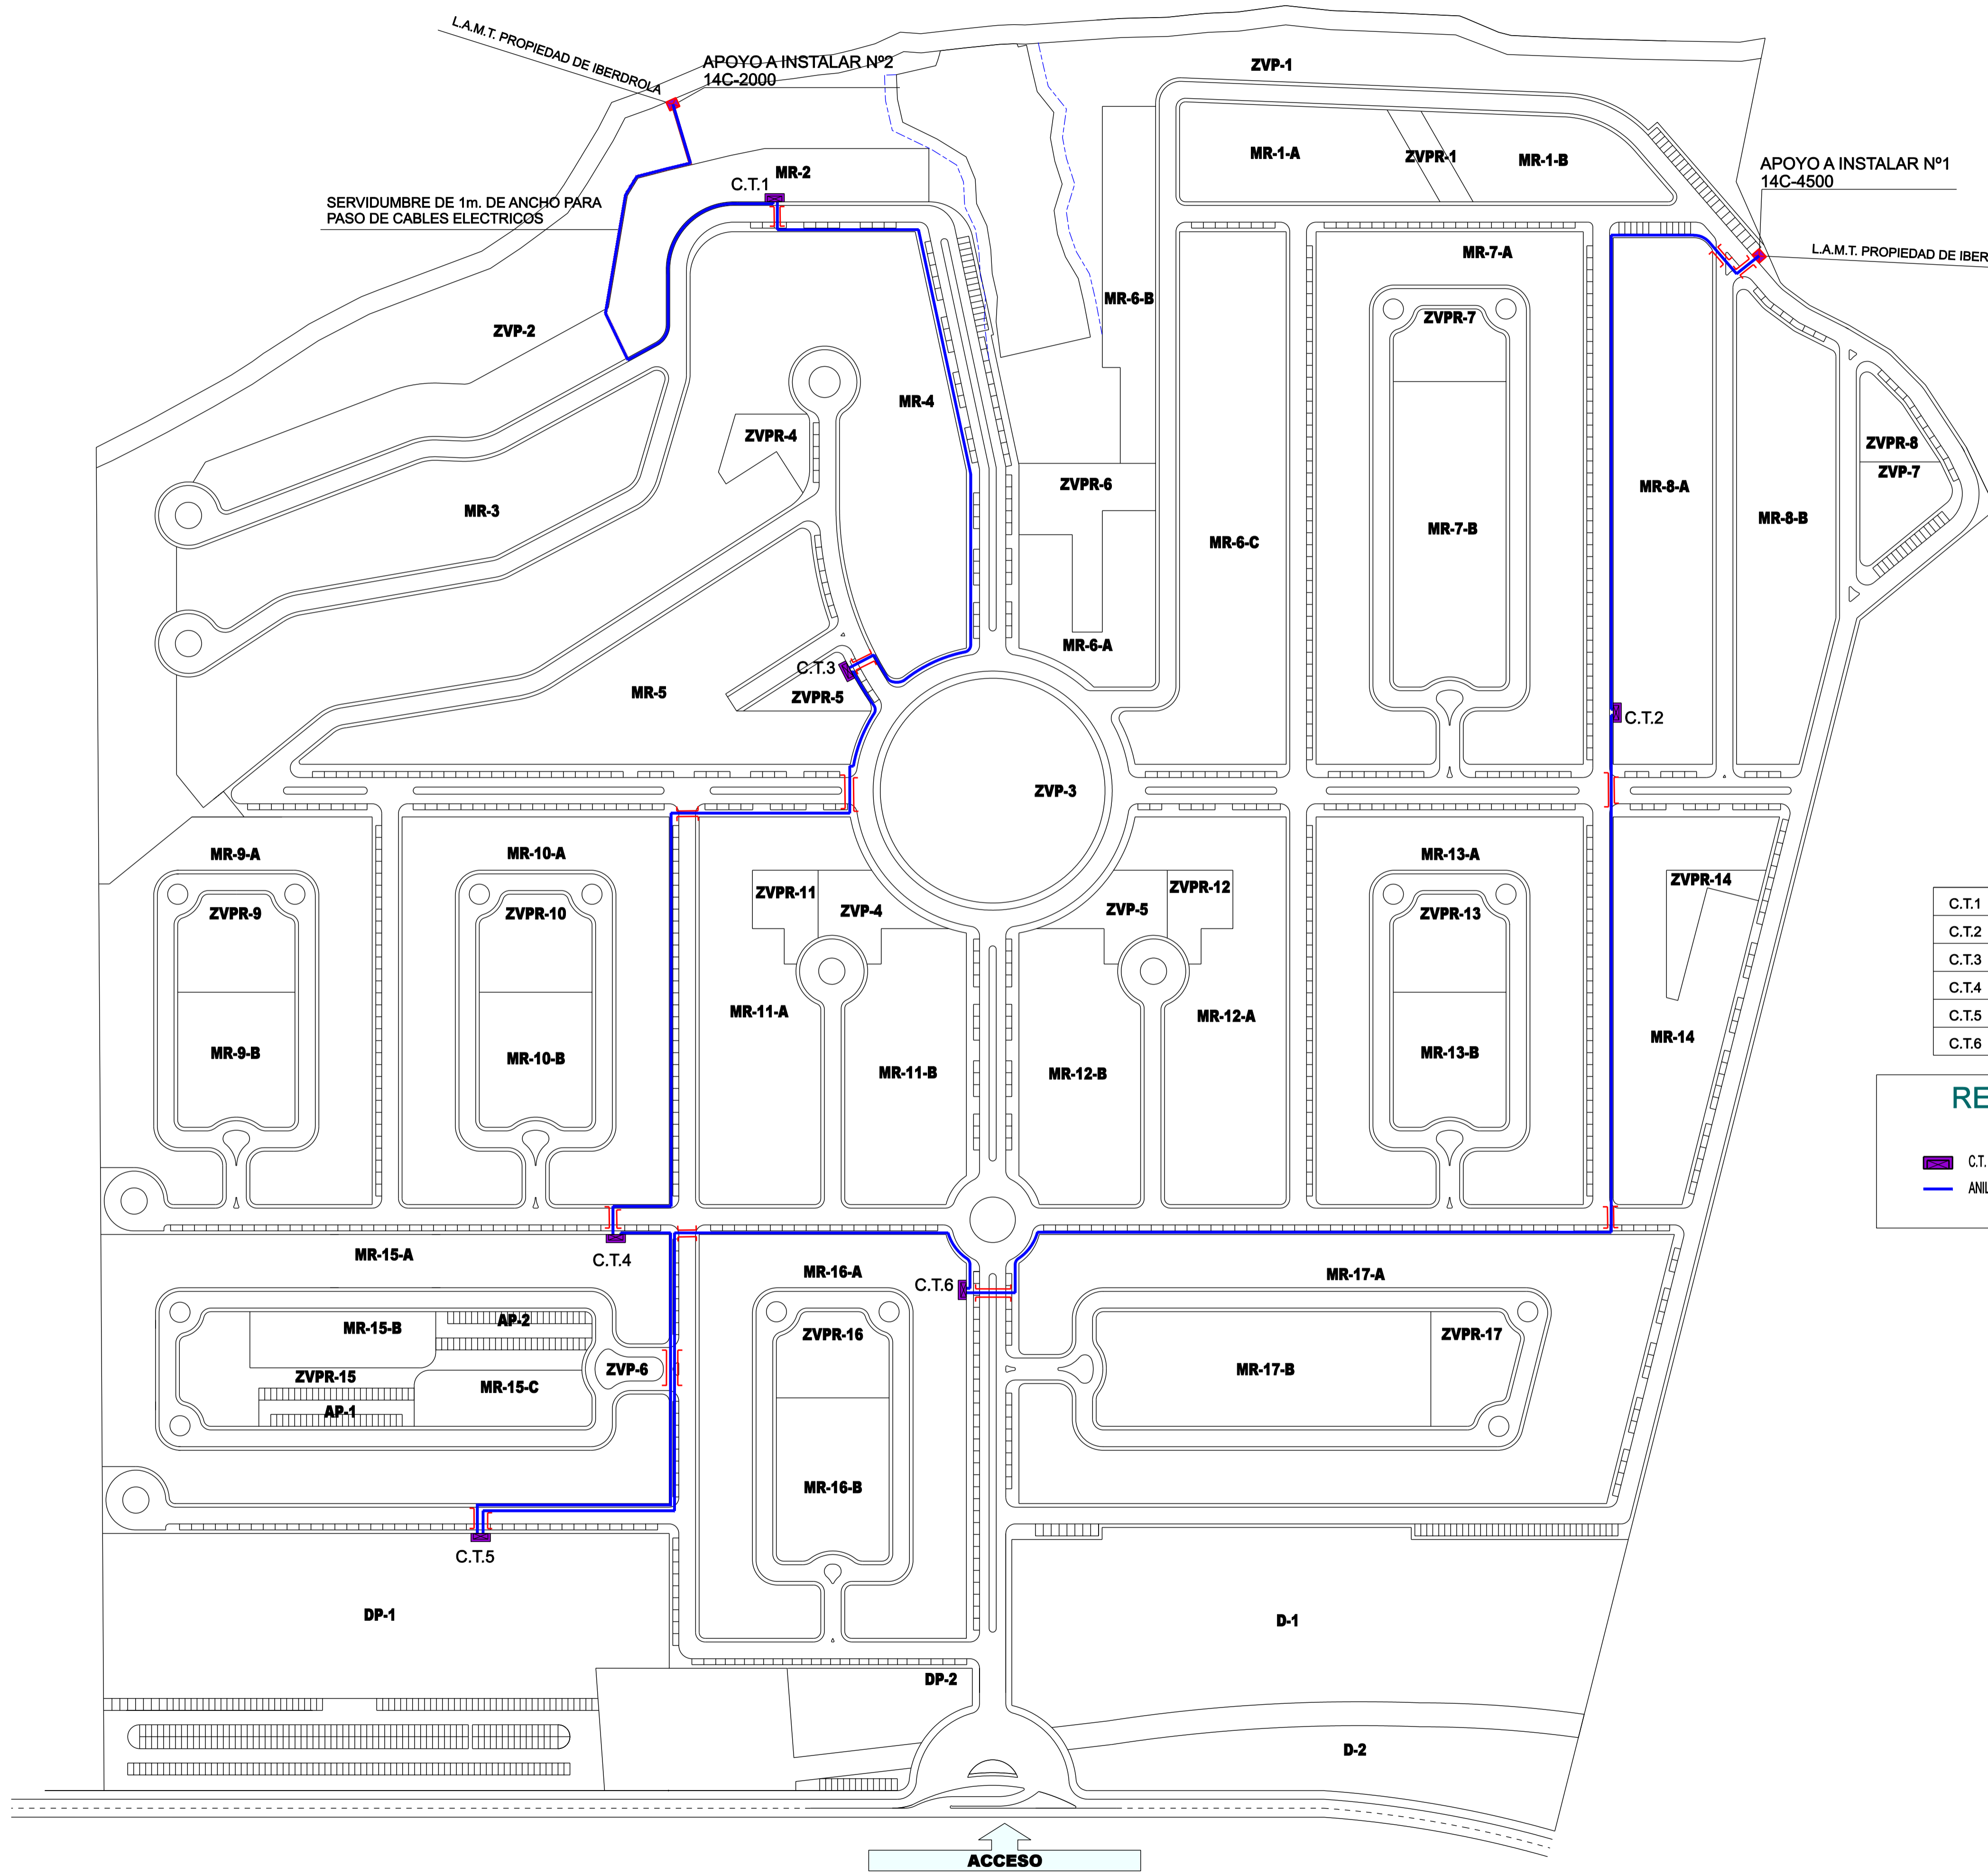 L.A.M.T. PROPIEDAD DE IBERDROLA
APOYO A INSTALAR Nº2
14C-2000
ZVP-1
MR-1-A
ZVPR-1
MR-1-B
APOYO A INSTALAR Nº1
14C-4500
MR-2
C.T.1
SERVIDUMBRE DE 1m. DE ANCHO PARA
PASO DE CABLES ELECTRICOS
L.A.M.T. PROPIEDAD DE IBER
MR-7-A
MR-6-B
ZVPR-7
ZVP-2
MR-4
ZVPR-4
ZVPR-8
ZVP-7
ZVPR-6
MR-8-A
MR-3
MR-8-B
MR-7-B
MR-6-C
MR-6-A
C.T.3
MR-5
ZVPR-5
C.T.2
ZVP-3
MR-9-A
MR-10-A
MR-13-A
ZVPR-11
ZVPR-12
ZVPR-14
ZVPR-9
ZVPR-10
ZVP-4
ZVP-5
ZVPR-13
C.T.1
C.T.2
C.T.3
C.T.4
C.T.5
C.T.6
MR-11-A
MR-12-A
MR-14
MR-9-B
MR-10-B
MR-13-B
MR-11-B
MR-12-B
RE
C.T.
ANIL
MR-15-A
C.T.4
MR-16-A
C.T.6
MR-17-A
AP-2
MR-15-B
ZVPR-16
ZVPR-17
ZVPR-15
ZVP-6
MR-17-B
MR-15-C
AP-1
MR-16-B
C.T.5
DP-1
D-1
DP-2
D-2
ACCESO